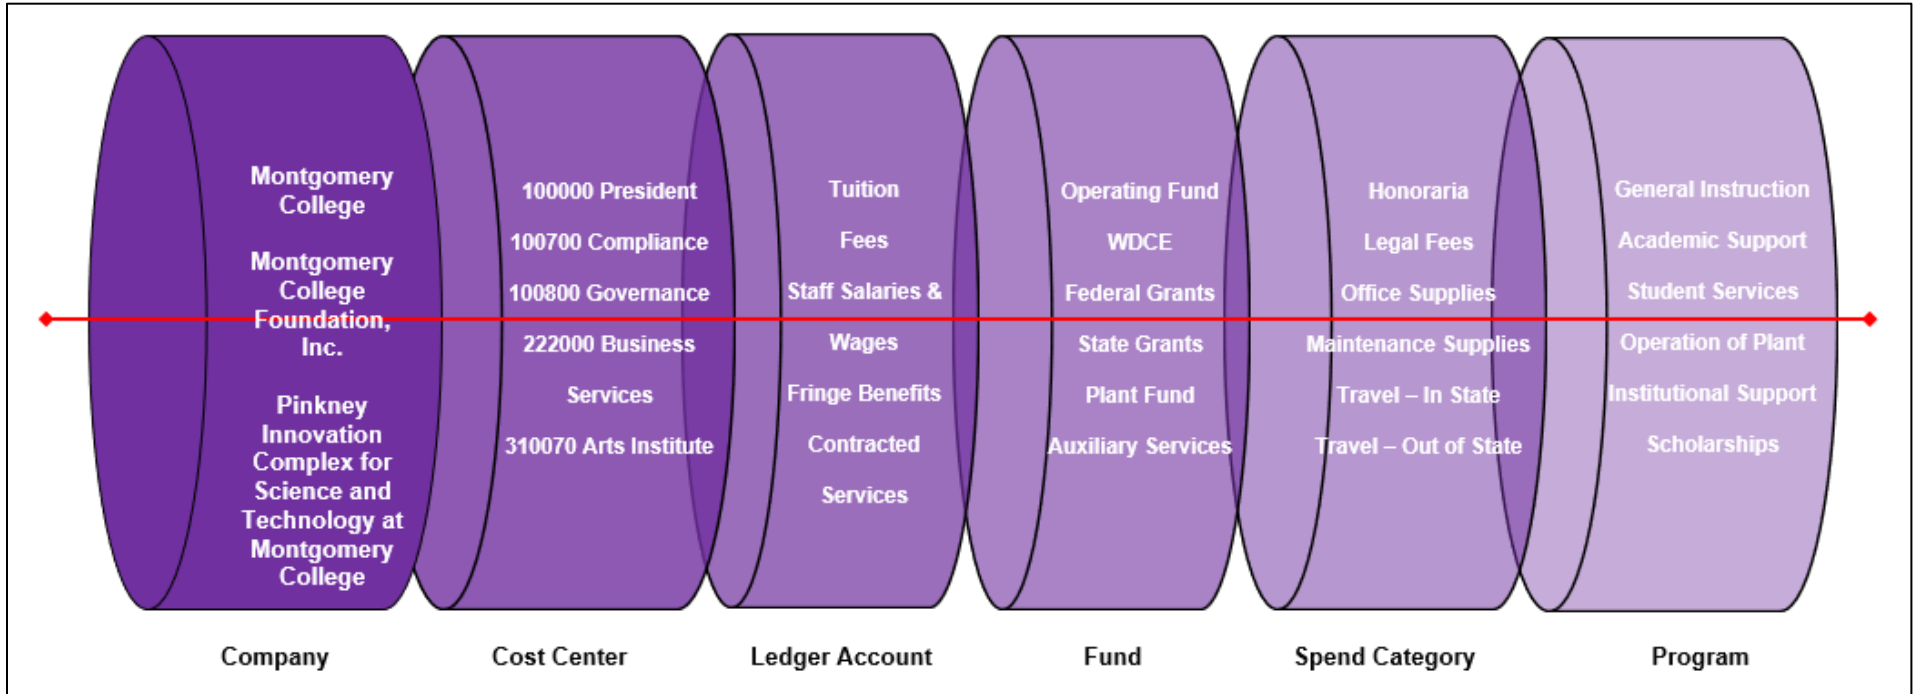 Montgomery
College
Montgomery
College
Foundation,
Inc.
Pinkney
Innovation
Complex for
Science and
Technology at
Montgomery
College
100000 President
100700 Compliance
100800 Governance
222000 Business
Services
310070 Arts Institute
Tuition
Fees
Staff Salaries &
Wages
Fringe Benefits
Contracted
Services
Operating Fund
WDCE
Federal Grants
State Grants
Plant Fund
Auxiliary Services
Honoraria
Legal Fees
Office Supplies
Maintenance Supplies
Travel – In State
Travel – Out of State
General Instruction
Academic Support
Student Services
Operation of Plant
Institutional Support
Scholarships
Company
Cost Center
Ledger Account
Fund
Spend Category
Program